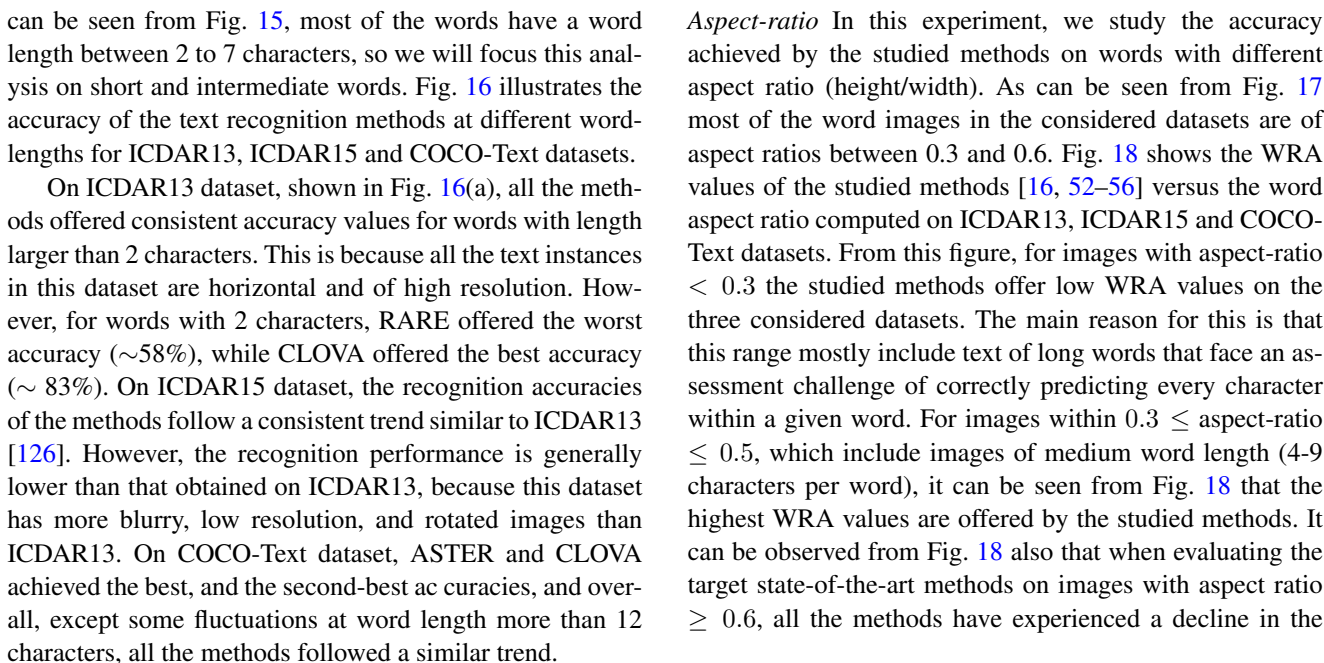 can be seen from Fig. 15, most of the words have a word
length between 2 to 7 characters, so we will focus this anal-
ysis on short and intermediate words. Fig. 16 illustrates the
accuracy of the text recognition methods at different word-
lengths for ICDAR13, ICDAR15 and COCO-Text datasets.
On ICDAR13 dataset, shown in Fig. 16(a), all the meth-
ods offered consistent accuracy values for words with length
larger than 2 characters. This is because all the text instances
in this dataset are horizontal and of high resolution. How-
ever, for words with 2 characters, RARE offered the worst
accuracy (∼58%), while CLOVA offered the best accuracy
(∼ 83%). On ICDAR15 dataset, the recognition accuracies
of the methods follow a consistent trend similar to ICDAR13
[126]. However, the recognition performance is generally
lower than that obtained on ICDAR13, because this dataset
has more blurry, low resolution, and rotated images than
ICDAR13. On COCO-Text dataset, ASTER and CLOVA
achieved the best, and the second-best ac curacies, and over-
all, except some fluctuations at word length more than 12
characters, all the methods followed a similar trend.
Aspect-ratio In this experiment, we study the accuracy
achieved by the studied methods on words with different
aspect ratio (height/width). As can be seen from Fig. 17
most of the word images in the considered datasets are of
aspect ratios between 0.3 and 0.6. Fig. 18 shows the WRA
values of the studied methods [16, 52–56] versus the word
aspect ratio computed on ICDAR13, ICDAR15 and COCO-
Text datasets. From this figure, for images with aspect-ratio
< 0.3 the studied methods offer low WRA values on the
three considered datasets. The main reason for this is that
this range mostly include text of long words that face an as-
sessment challenge of correctly predicting every character
within a given word. For images within 0.3 ≤ aspect-ratio
≤ 0.5, which include images of medium word length (4-9
characters per word), it can be seen from Fig. 18 that the
highest WRA values are offered by the studied methods. It
can be observed from Fig. 18 also that when evaluating the
target state-of-the-art methods on images with aspect ratio
≥ 0.6, all the methods have experienced a decline in the